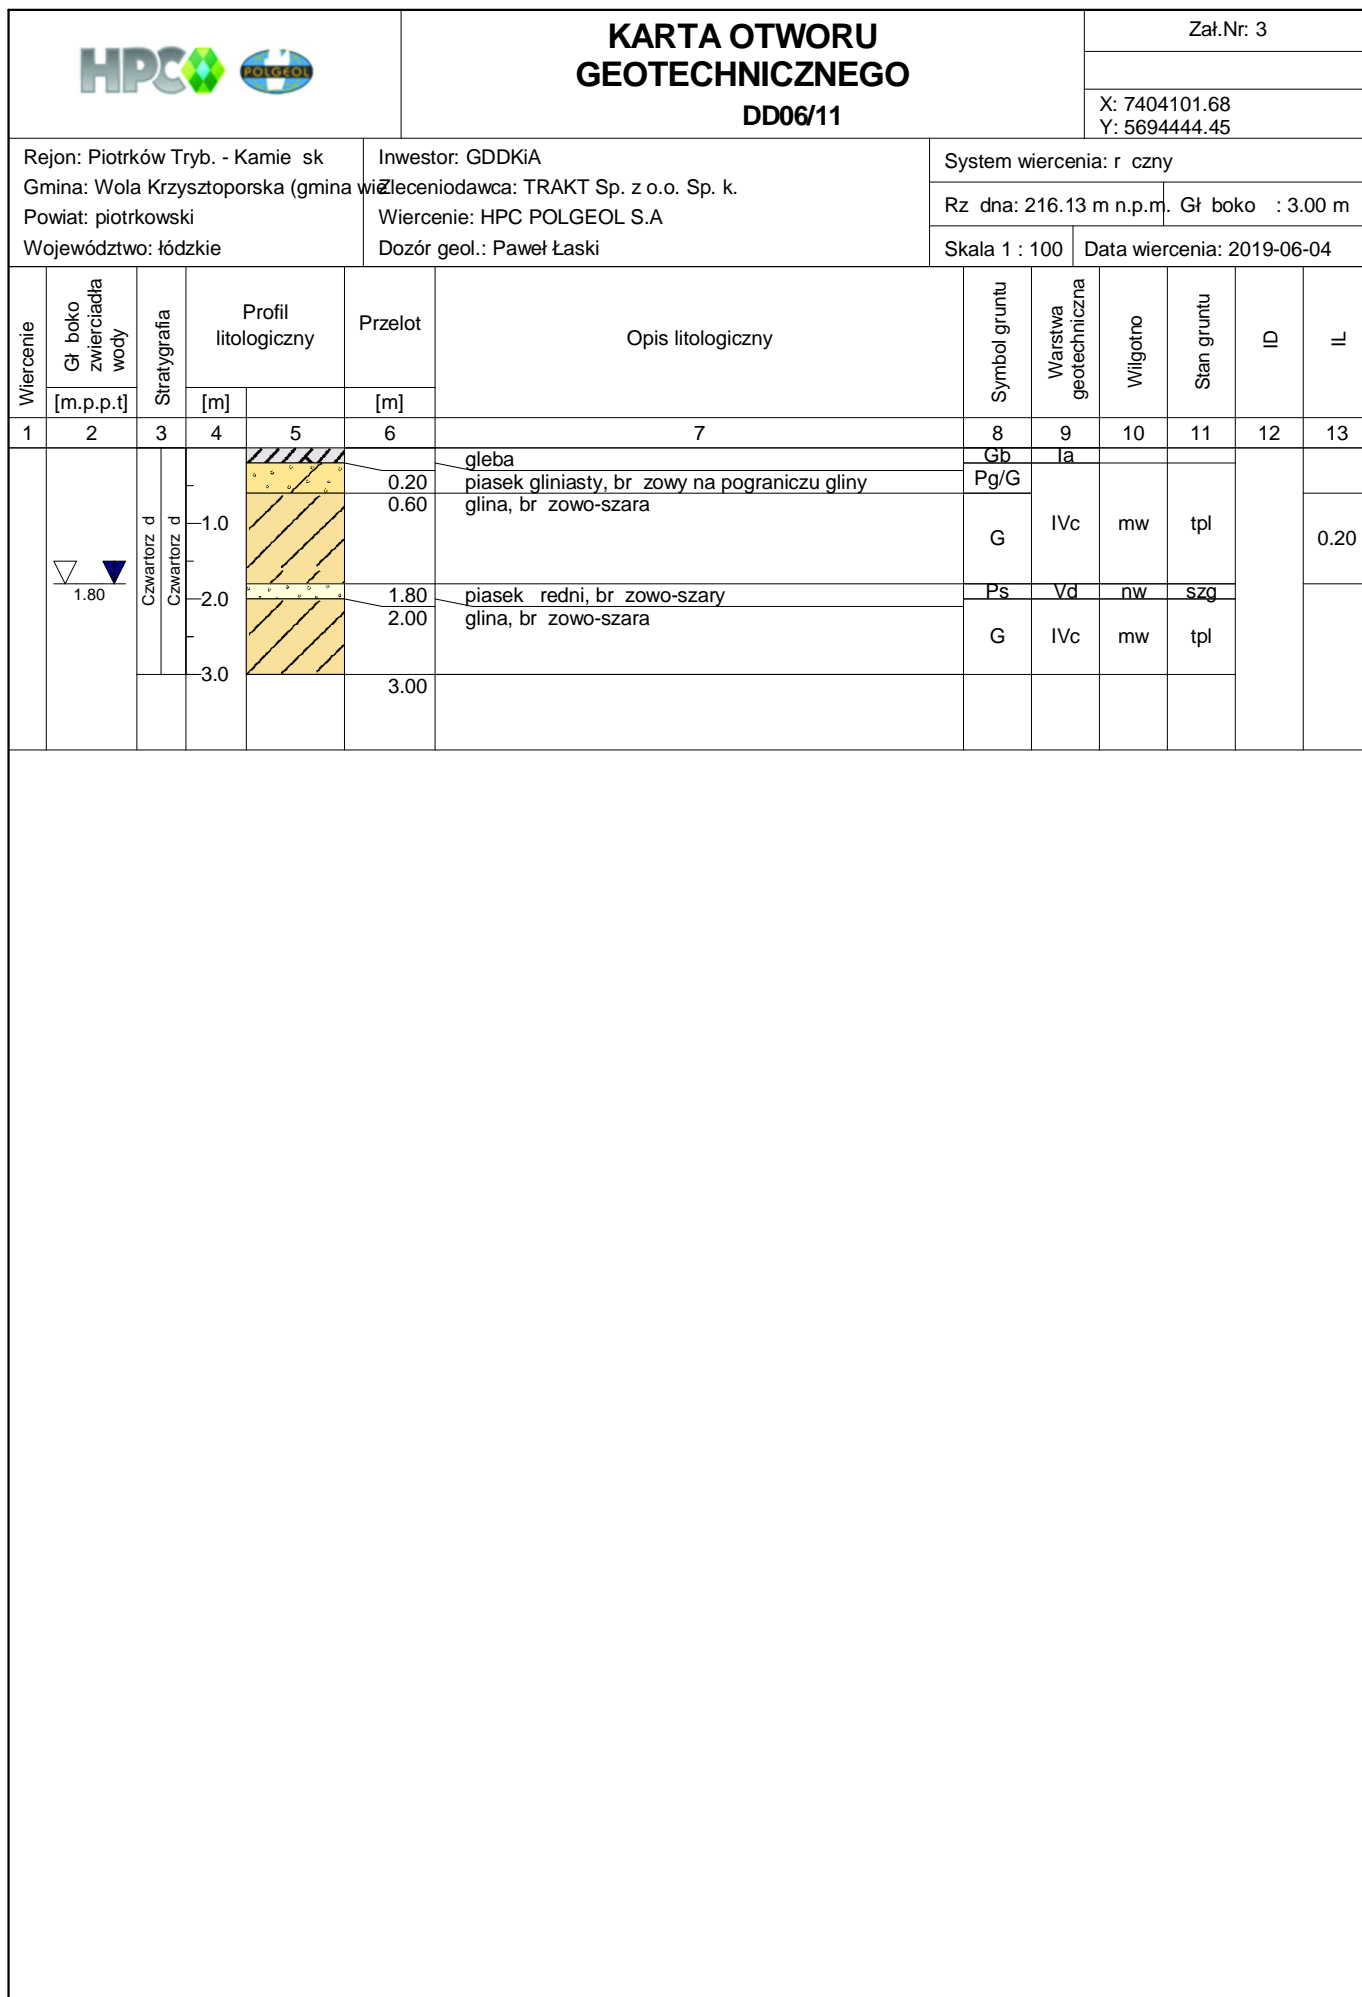 HPC POLGEOL
KARTA OTWORU
GEOTECHNICZNEGO
DD06/11
Zał.Nr: 3
X: 7404101.68
Y: 5694444.45
Rejon: Piotrków Tryb. - Kamie sk
Gmina: Wola Krzysztoporska (gmina wie
Powiat: piotrkowski
Województwo: łódzkie
Inwestor: GDDKiA
Zleceniodawca: TRAKT Sp. z o.o. Sp. k.
Wiercenie: HPC POLGEOL S.A
Dozór geol.: Paweł Łaski
System wiercenia: r czny
Rz dna: 216.13 m n.p.m. Gł boko : 3.00 m
Skala 1 : 100 Data wiercenia: 2019-06-04
Wiercenie
Gł boko
zwierciadła
wody
[m.p.p.t]
Stratygrafia
Profil
litologiczny
[m]
Przelot
[m]
Opis litologiczny
Symbol gruntu
Warstwa
geotechniczna
Wilgotno
Stan gruntu
ID
IL
1 2 3 4 5 6 7 8 9 10 11 12 13
gleba Gb Ia
0.20 piasek gliniasty, br zowy na pograniczu gliny Pg/G
0.60 glina, br zowo-szara
1.0 G IVc mw tpl 0.20
Czwartorz d
Czwartorz d
1.80
1.80 piasek redni, br zowo-szary Ps Vd nw szg
2.0
2.00 glina, br zowo-szara
G IVc mw tpl
3.0
3.00